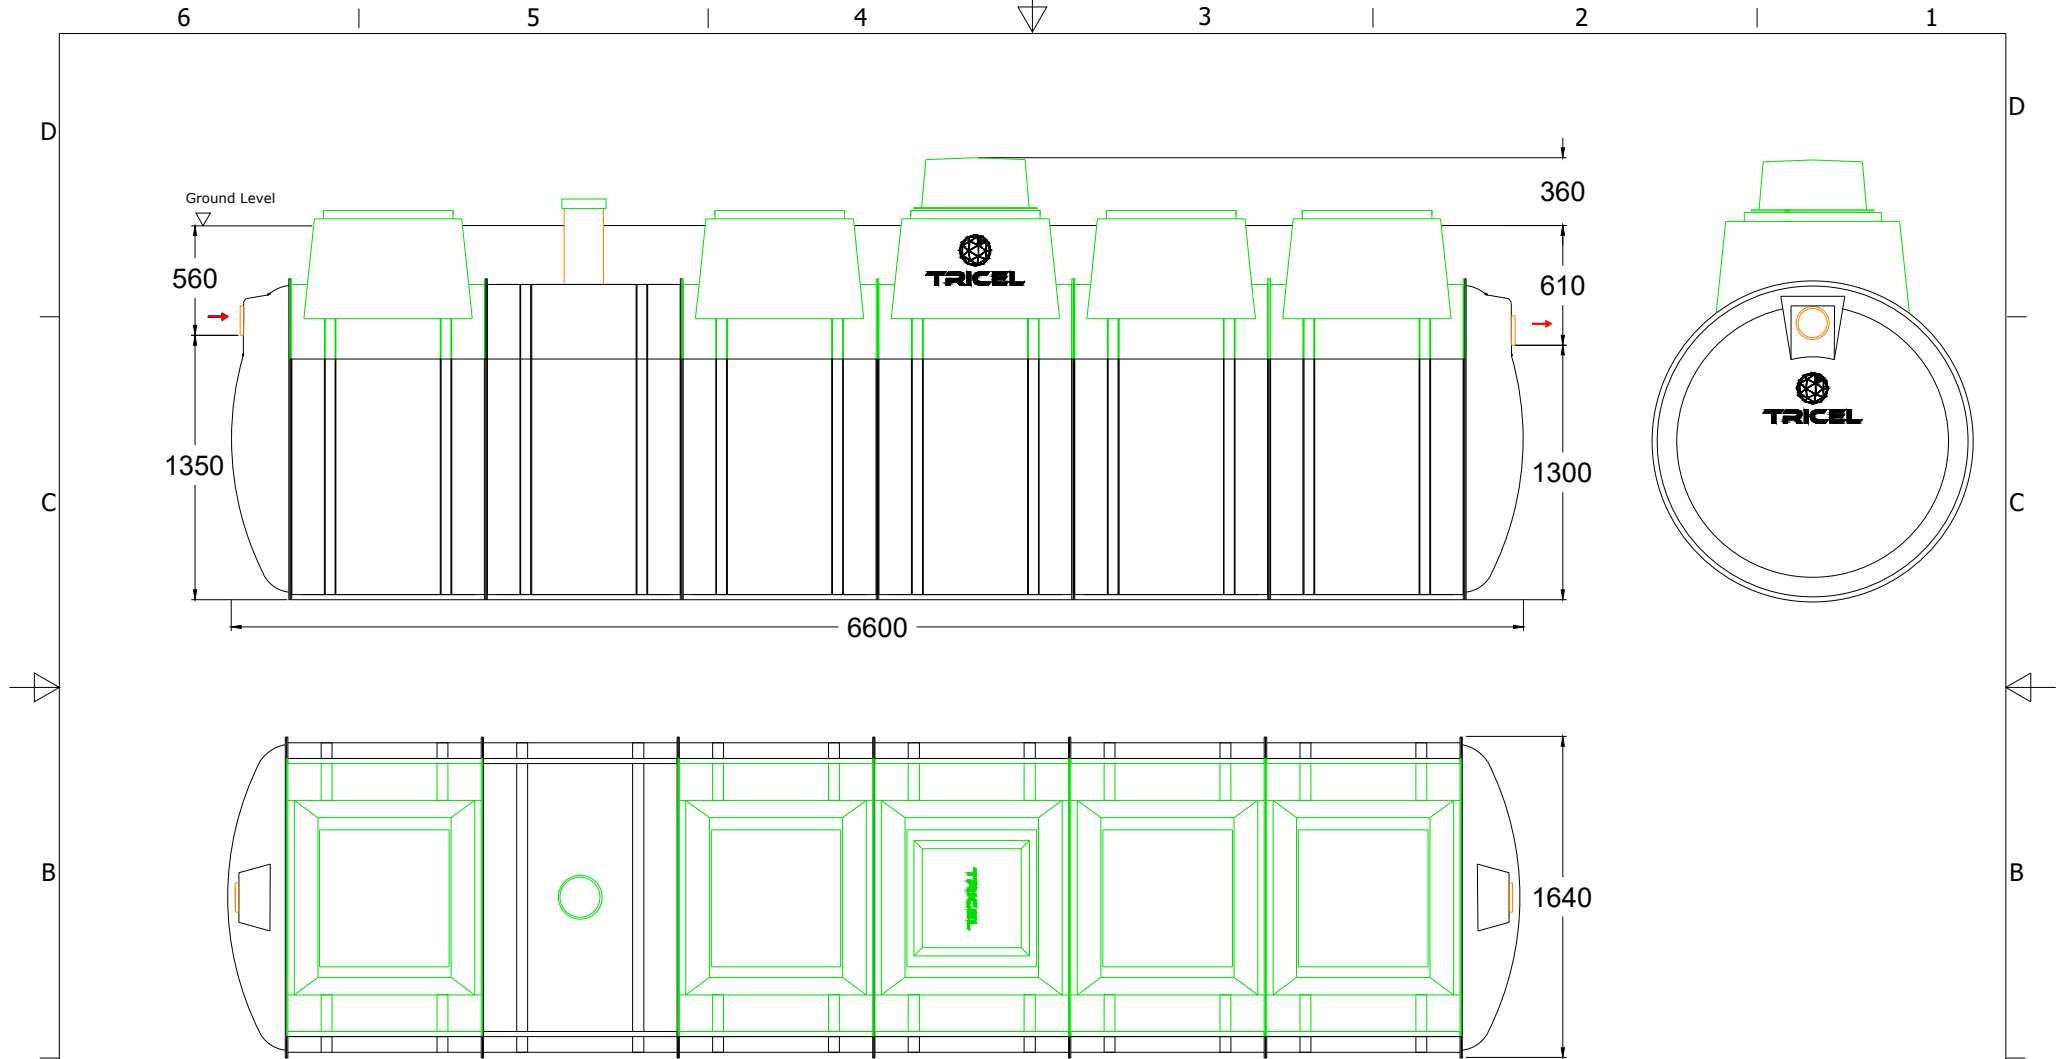 6 5 4 3 2 1
D D
360
Ground Level
560 610
TRICEL
TRICEL
1350 1300
C C
6600
B B
TRICEL
1640